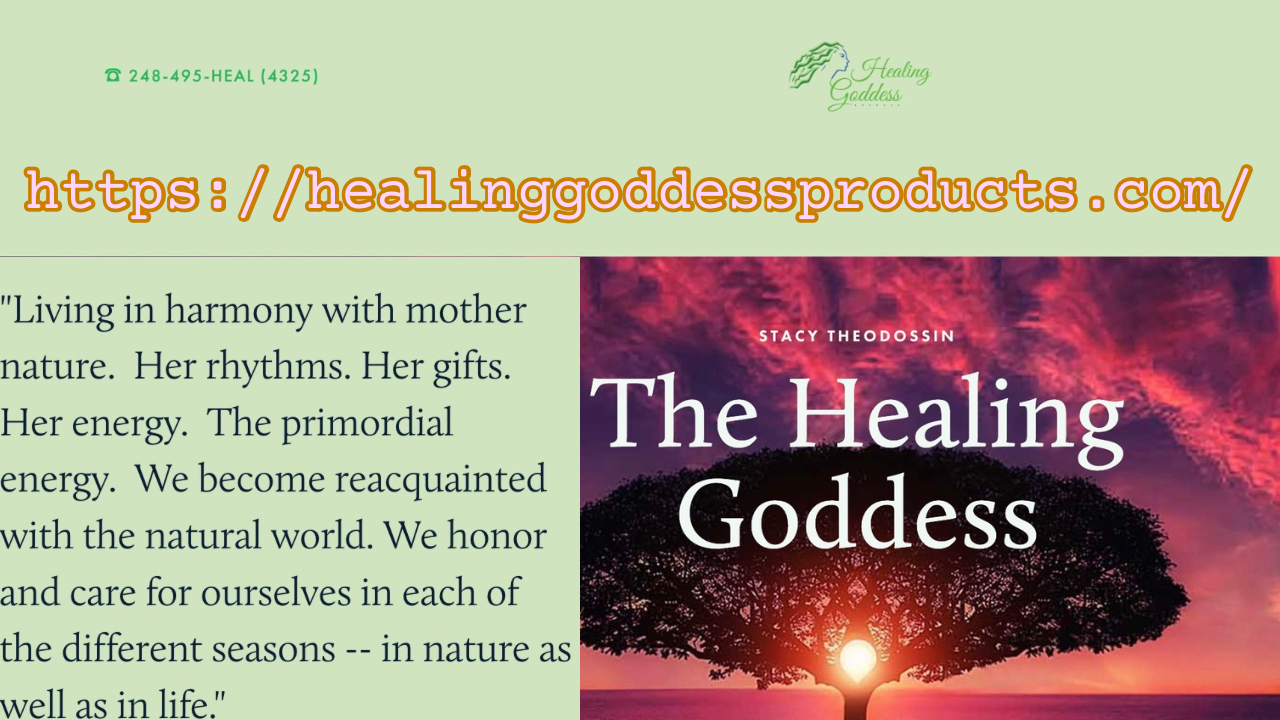 ☎ 248-495-HEAL (4325)
Healing
Goddess
https://healinggoddessproducts.com/
"Living in harmony with mother
nature.  Her rhythms. Her gifts.
Her energy.  The primordial
energy.  We become reacquainted
with the natural world. We honor
and care for ourselves in each of
the different seasons -- in nature as
well as in life."
STACY THEODOSSIN
The Healing
Goddess